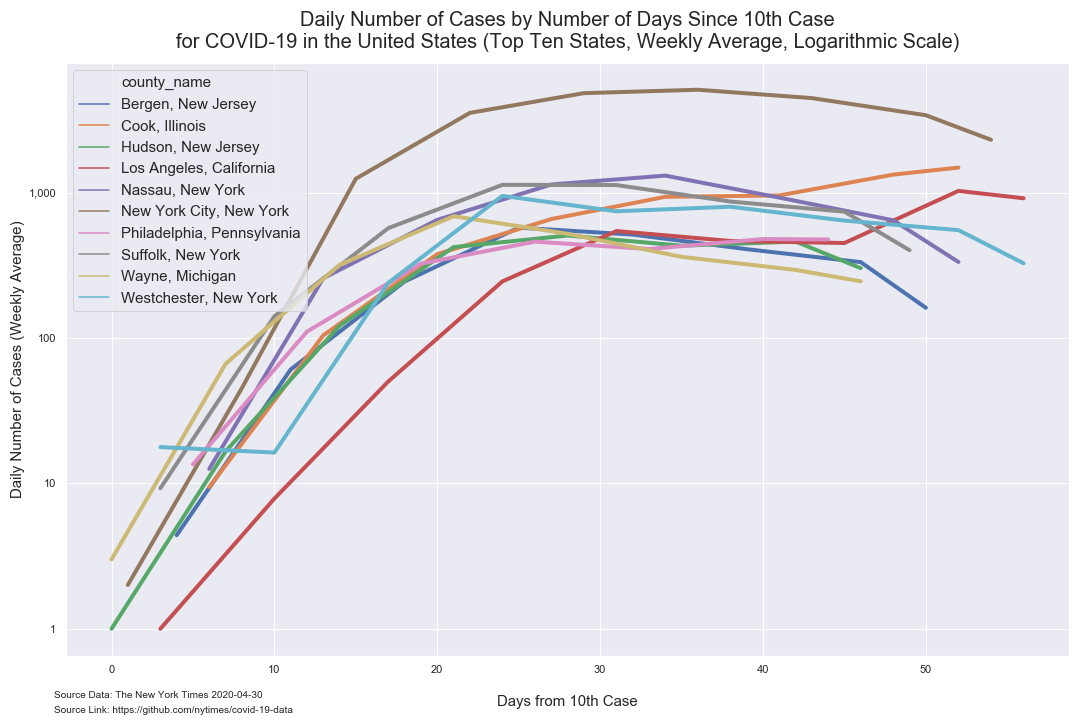 Daily Number of Cases by Number of Days Since 10th Case
for COVID-19 in the United States (Top Ten States, Weekly Average, Logarithmic Scale)
county_name
Bergen, New Jersey
Cook, Illinois
Hudson, New Jersey
Los Angeles, California
Nassau, New York
New York City, New York
Philadelphia, Pennsylvania
Suffolk, New York
Wayne, Michigan
Westchester, New York
Daily Number of Cases (Weekly Average)
1,000
100
10
1
0
10
20
30
40
50
Days from 10th Case
Source Data: The New York Times 2020-04-30
Source Link: https://github.com/nytimes/covid-19-data